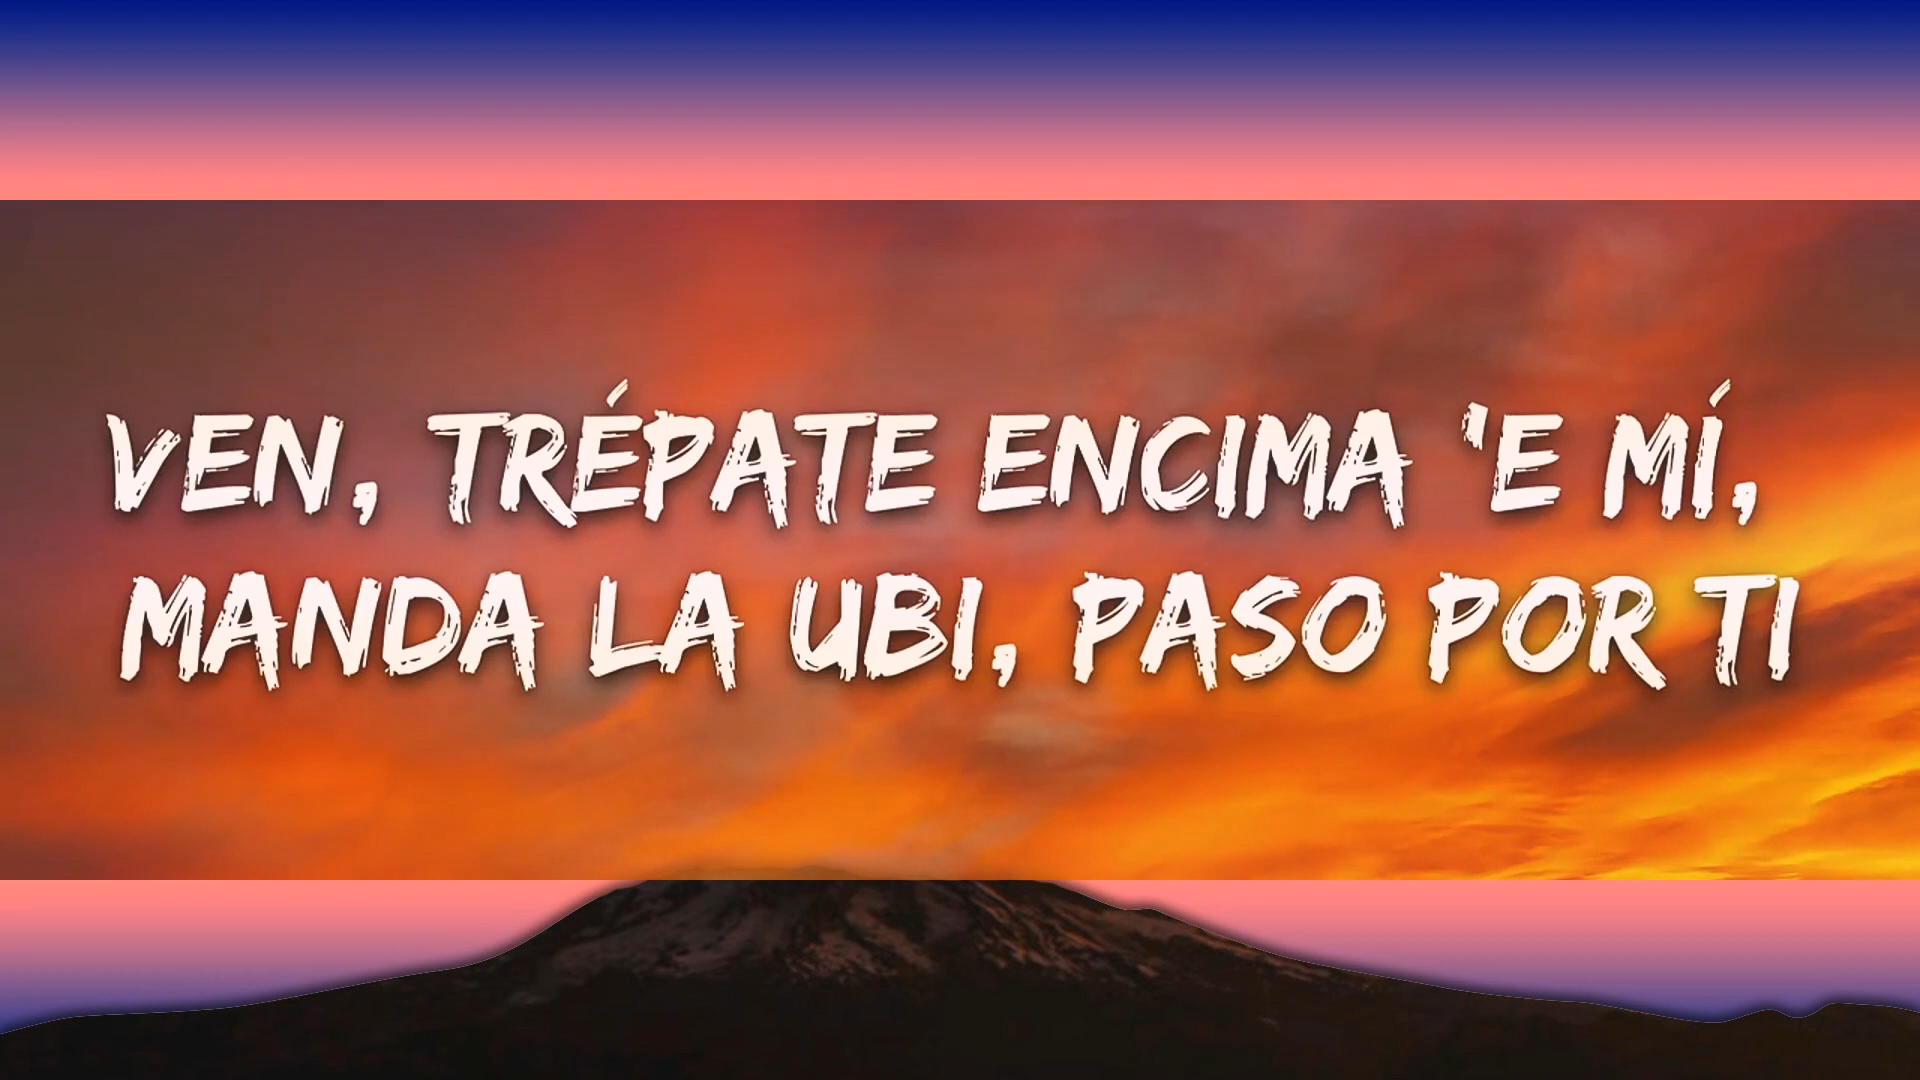 VEN, TRÉPATE ENCIMA 'E MÍ,
MANDA LA UBI, PASO POR TI